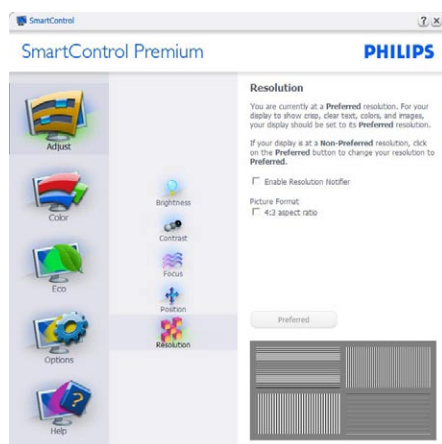 SmartControl
SmartControl Premium
PHILIPS
Adjust
Color
Eco
Options
Help
Brightness
Contrast
Focus
Position
Resolution
Resolution
You are currently at a Preferred resolution. For your
display to show crisp, clear text, colors, and images,
your display should be set to its Preferred resolution.
If your display is at a Non-Preferred resolution, click
on the Preferred button to change your resolution to
Preferred.
Enable Resolution Notifier
Picture Format
4:3 aspect ratio
Preferred